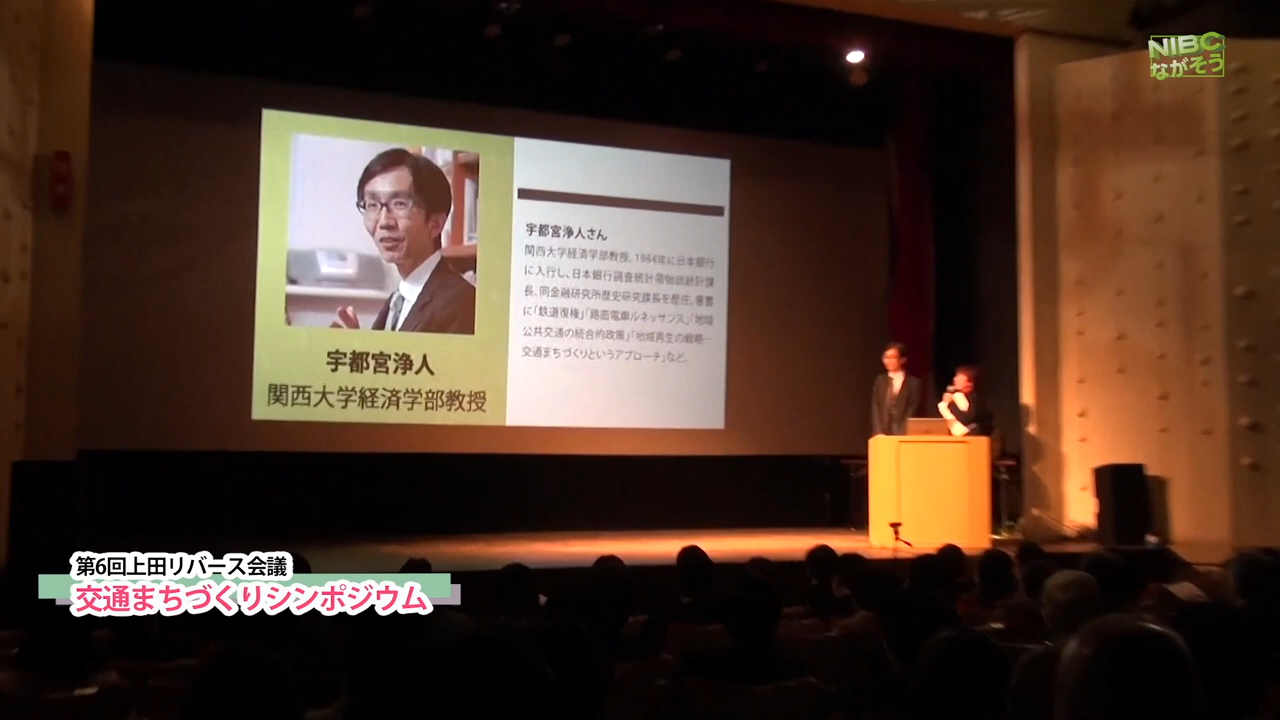 NIBC
ながそう
宇都宮浄人さん
関西大学経済学部教授。1984年に日本銀行
に入行し、日本銀行調査統計局物価統計課
長、同金融研究所歴史研究課長を歴任。著書
に「鉄道復権」「路面電車ルネッサンス」「地域
公共交通の統合的政策」「地域再生の戦略―
交通まちづくりというアプローチ」など。
宇都宮浄人
関西大学経済学部教授
第6回上田リバース会議
交通まちづくりシンポジウム